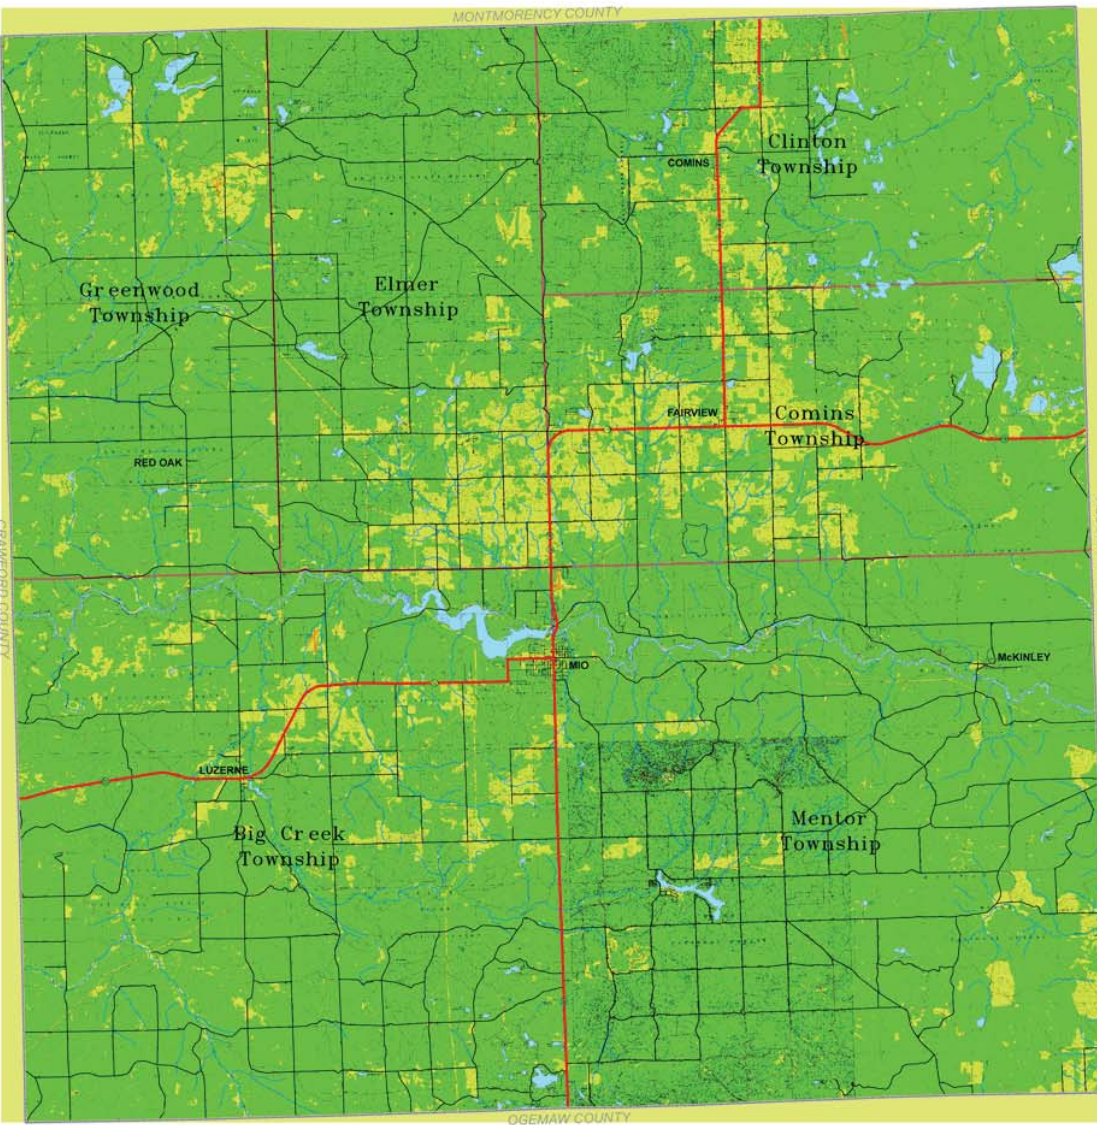 MONTMORENCY COUNTY
Clinton
Township
COMINS
Greenwood
Township
Elmer
Township
FAIRVIEW
Comins
Township
RED OAK
CRAWFORD COUNTY
MIO
McKINLEY
LUZERNE
Big Creek
Township
Mentor
Township
OGEMAW COUNTY